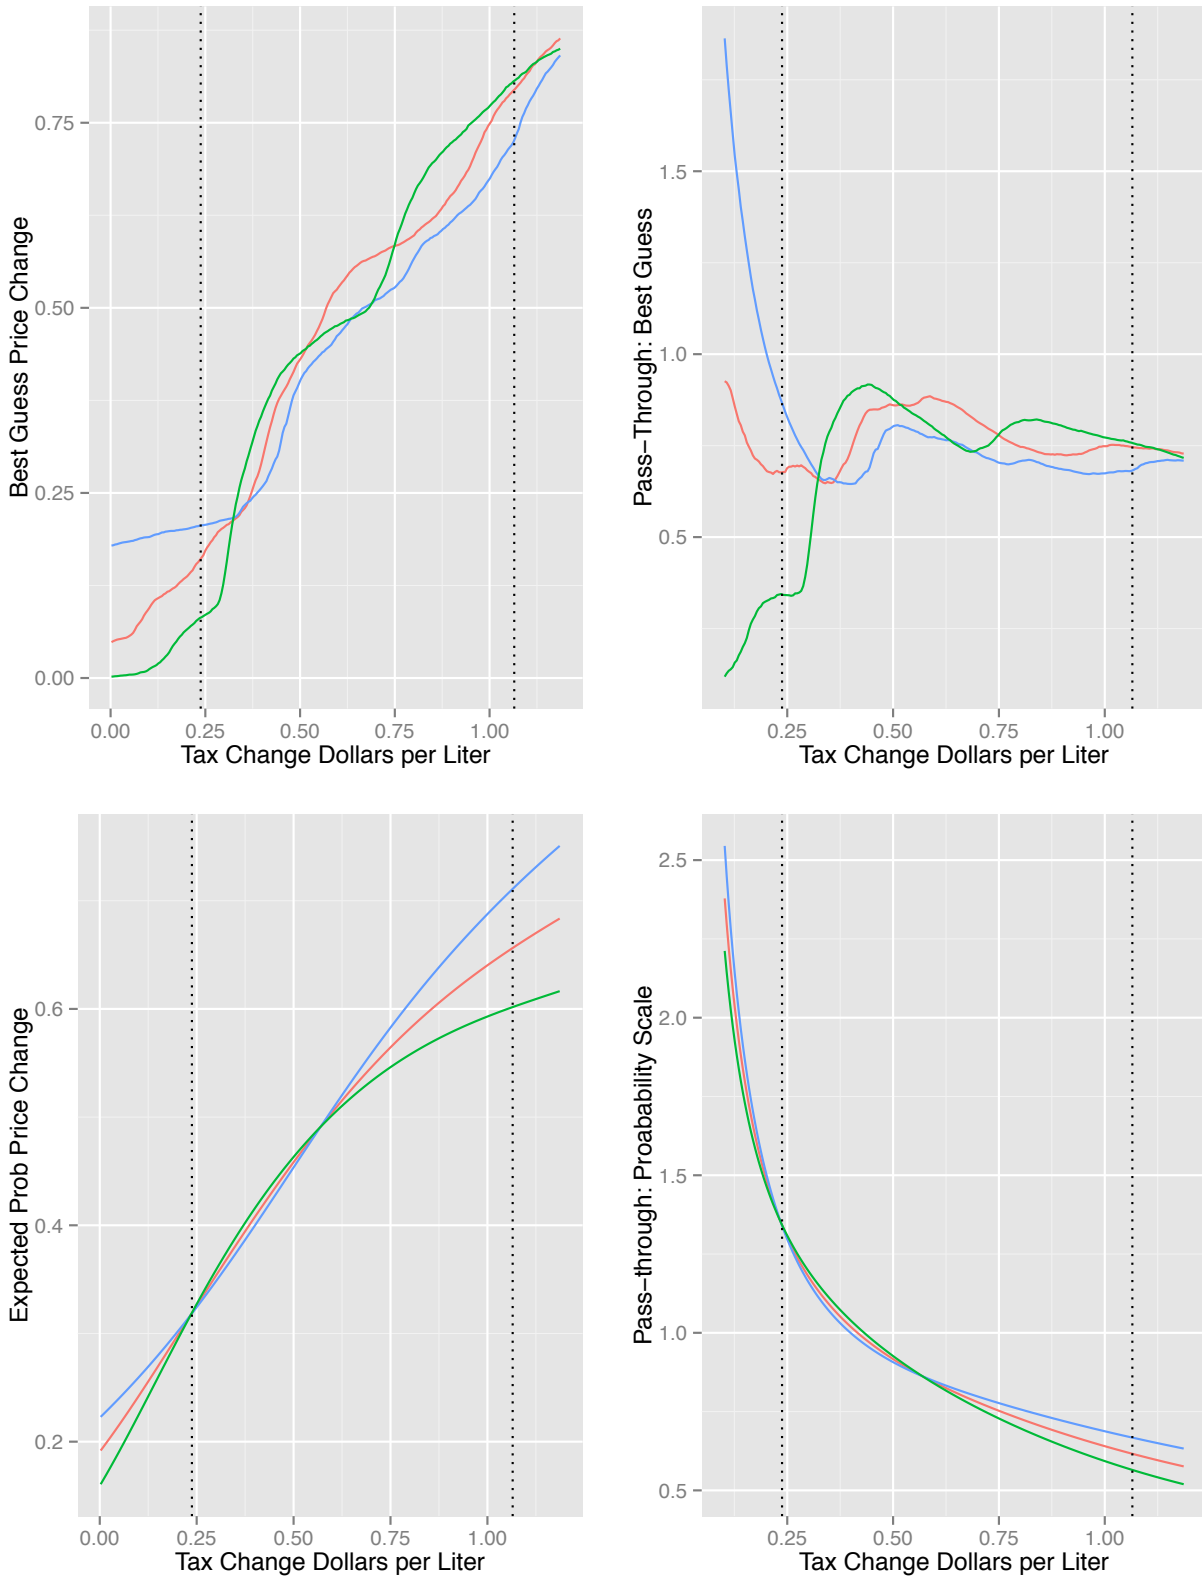 Best Guess Price Change
0.75
0.50
0.25
0.00
0.00 0.25 0.50 0.75 1.00
Tax Change Dollars per Liter
Pass−Through: Best Guess
1.5
1.0
0.5
0.25 0.50 0.75 1.00
Tax Change Dollars per Liter
Expected Prob Price Change
0.6
0.4
0.2
0.00 0.25 0.50 0.75 1.00
Tax Change Dollars per Liter
Pass−through: Proabability Scale
2.5
2.0
1.5
1.0
0.5
0.25 0.50 0.75 1.00
Tax Change Dollars per Liter